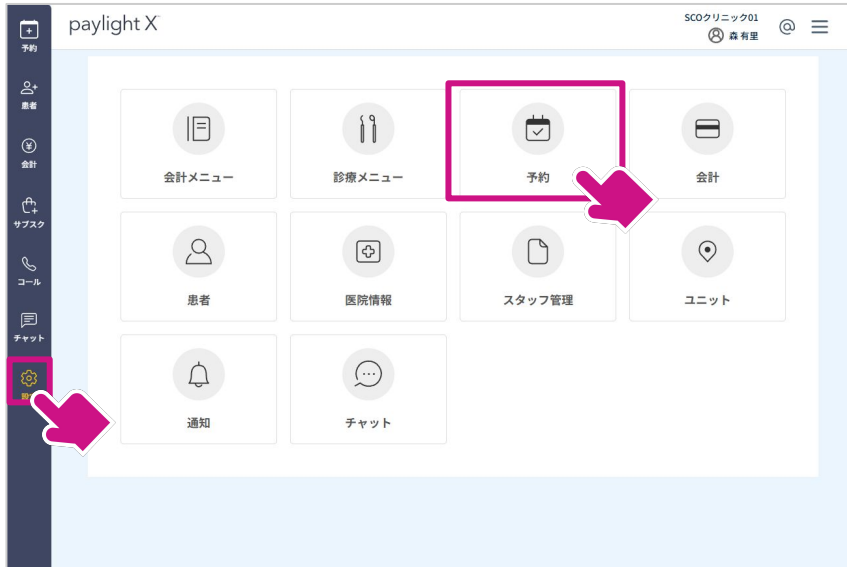 paylight X
SCOクリニック01
森 有里
予約
患者
会計
サブスク
コール
チャット
会計メニュー
診療メニュー
予約
会計
患者
医院情報
スタッフ管理
ユニット
通知
チャット